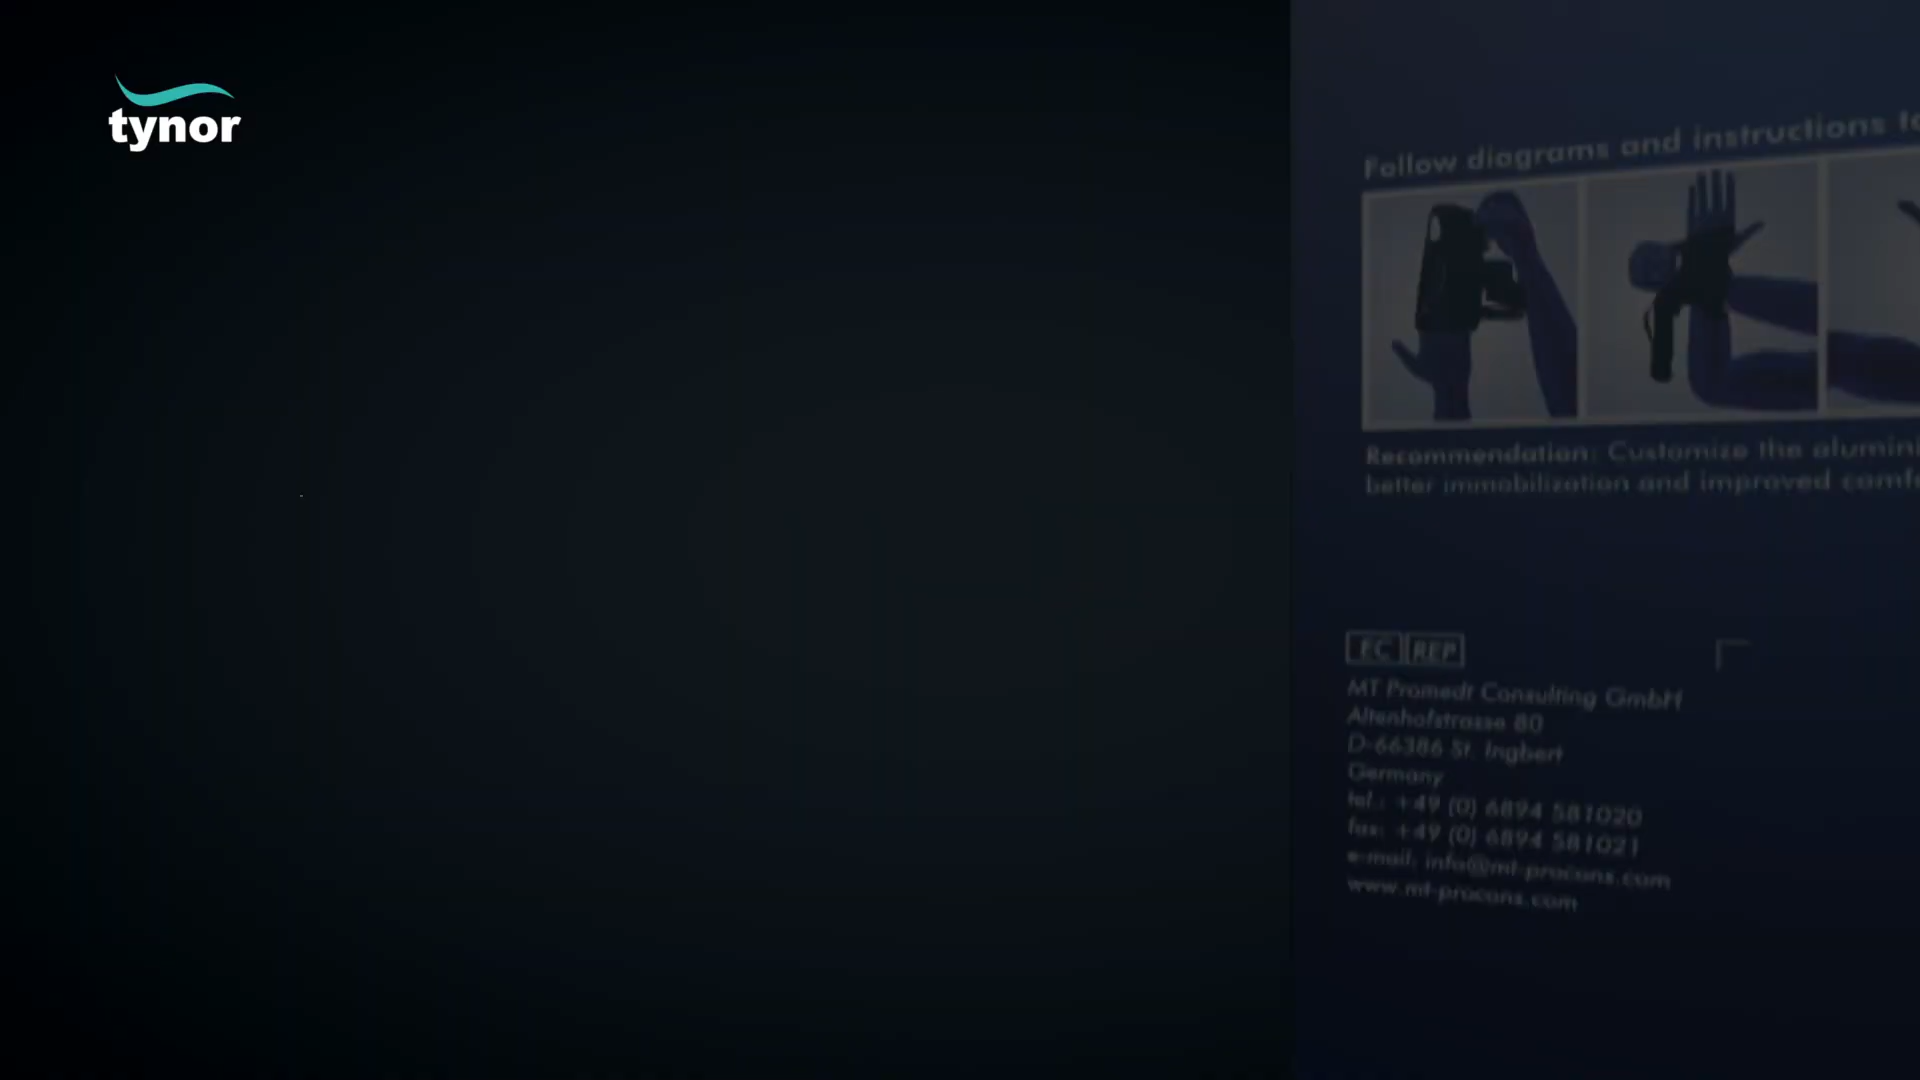 tynor
Follow diagrams and instructions
Recommendation: Customize the
better immobilization and improved
EC REP
MT Promedt Consulting GmbH
Altenhofstrasse 80
D-66386 St. Ingbert
Germany
tel.: +49 (0) 6894 581020
fax: +49 (0) 6894 581021
e-mail: info@mt-procons.com
www.mt-procons.com